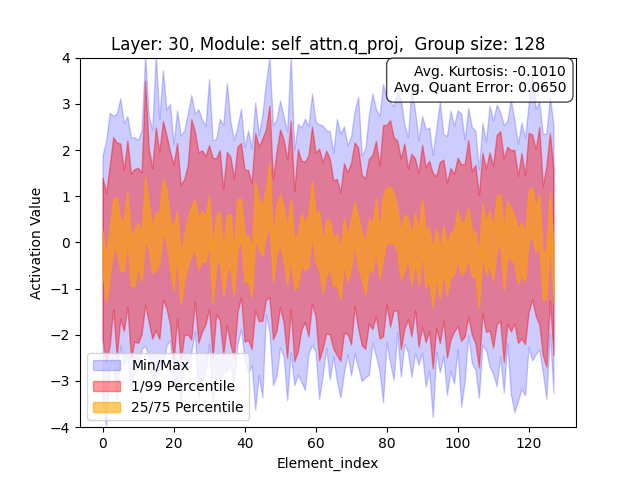 Layer: 30, Module: self_attn.q_proj,  Group size: 128
Avg. Kurtosis: -0.1010
Avg. Quant Error: 0.0650
Activation Value
4
3
2
1
0
−1
−2
−3
−4
Min/Max
1/99 Percentile
25/75 Percentile
0 20 40 60 80 100 120
Element_index